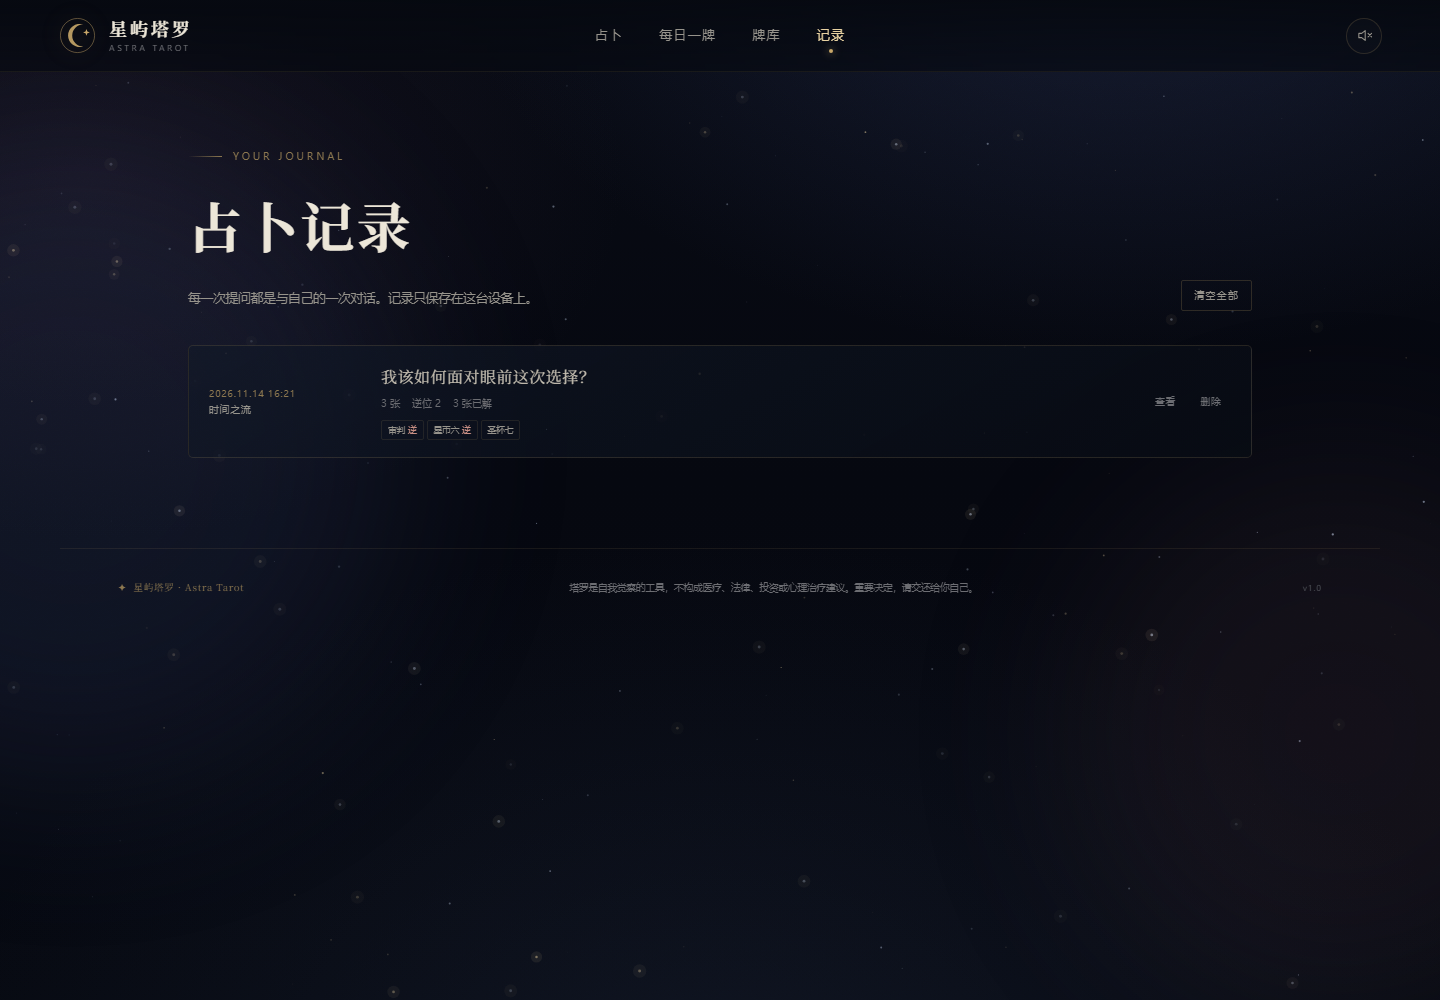 星屿塔罗
ASTRA TAROT
占卜
每日一牌
牌库
记录
YOUR JOURNAL
占卜记录
每一次提问都是与自己的一次对话。记录只保存在这台设备上。
清空全部
2026.11.14 16:21
时间之流
我该如何面对眼前这次选择？
3 张 逆位 2 3 张已解
审判 逆 星币六 逆 圣杯七
查看 删除
✦ 星屿塔罗 · Astra Tarot
塔罗是自我觉察的工具，不构成医疗、法律、投资或心理治疗建议。重要决定，请交还给你自己。
v1.0